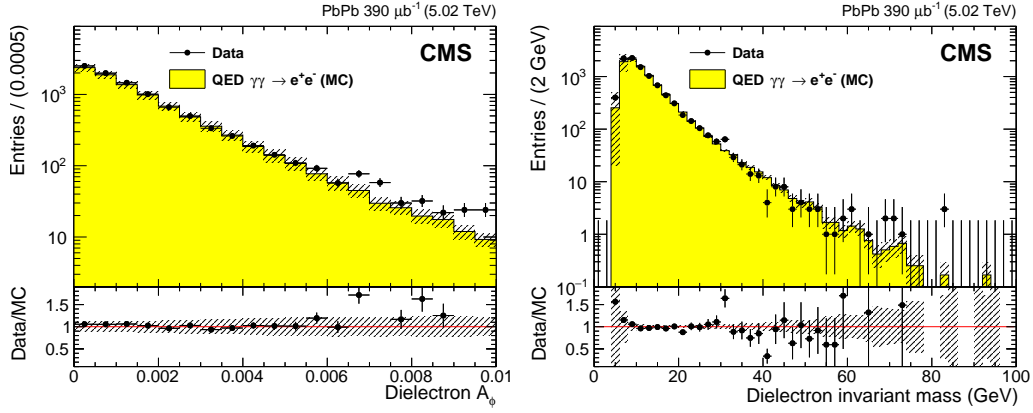 PbPb 390 μb⁻¹ (5.02 TeV)
CMS
Data
QED γγ → e⁺e⁻ (MC)
Entries / (0.0005)
10³
10²
10
Data/MC
1.5
1
0.5
0 0.002 0.004 0.006 0.008 0.01
Dielectron A_ϕ
PbPb 390 μb⁻¹ (5.02 TeV)
CMS
Data
QED γγ → e⁺e⁻ (MC)
Entries / (2 GeV)
10³
10²
10
1
10⁻¹
Data/MC
1.5
1
0.5
0 20 40 60 80 100
Dielectron invariant mass (GeV)